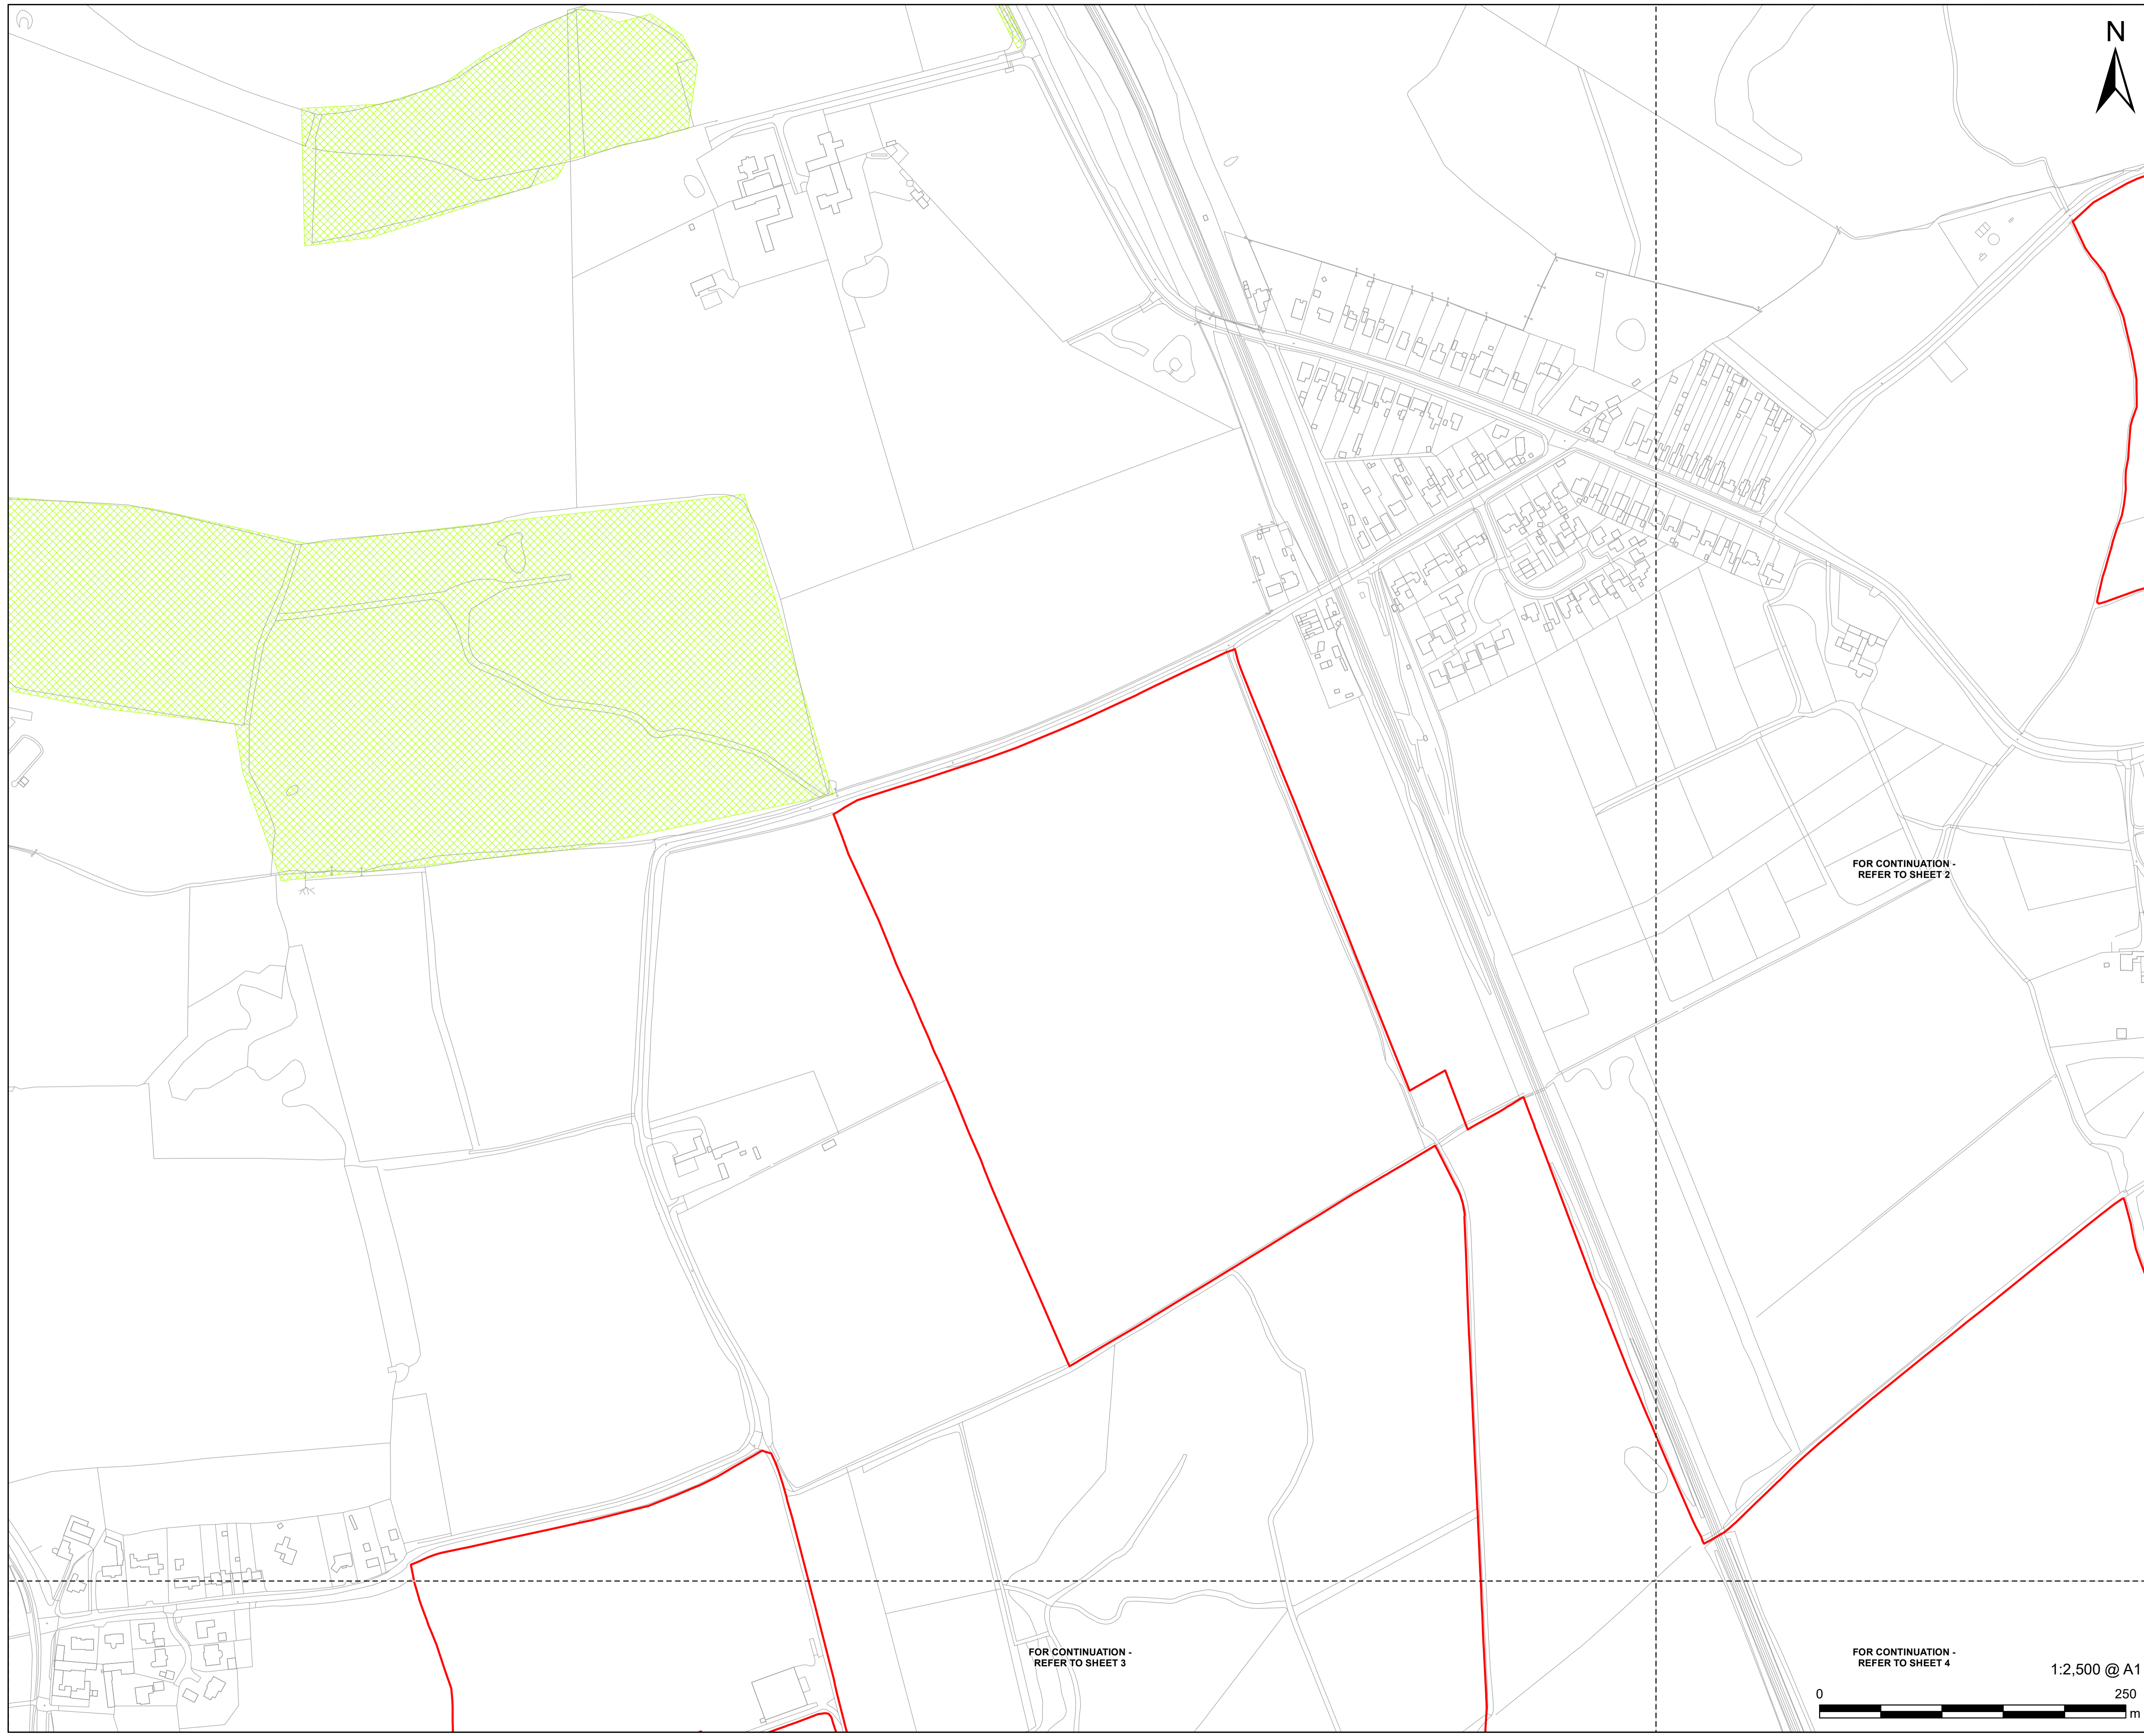 N
FOR CONTINUATION -
REFER TO SHEET 2
FOR CONTINUATION -
REFER TO SHEET 3
FOR CONTINUATION -
REFER TO SHEET 4
1:2,500 @ A1
0 250
m